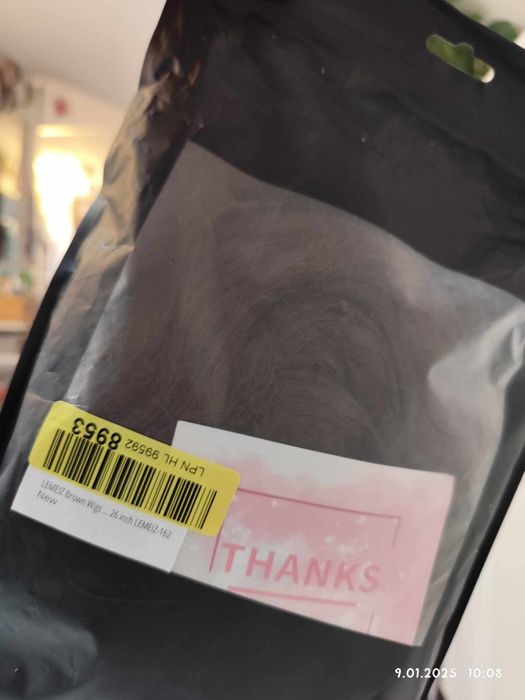 LPN HL 99592 8953
LEMEIZ Brown Wigs ... 26 inch LEMEIZ-162
New
THANKS
9.01.2025 10:08